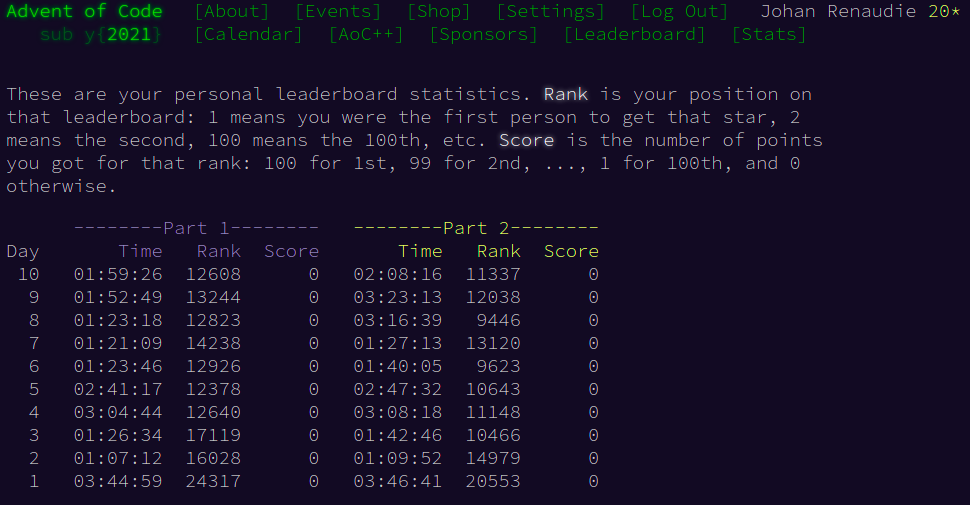 Advent of Code [About] [Events] [Shop] [Settings] [Log Out] Johan Renaudie 20*
sub y{2021} [Calendar] [AoC++] [Sponsors] [Leaderboard] [Stats]
These are your personal leaderboard statistics. Rank is your position on
that leaderboard: 1 means you were the first person to get that star, 2
means the second, 100 means the 100th, etc. Score is the number of points
you got for that rank: 100 for 1st, 99 for 2nd, ..., 1 for 100th, and 0
otherwise.
--------Part 1-------- --------Part 2--------
Day Time Rank Score Time Rank Score
10 01:59:26 12608 0 02:08:16 11337 0
9 01:52:49 13244 0 03:23:13 12038 0
8 01:23:18 12823 0 03:16:39 9446 0
7 01:21:09 14238 0 01:27:13 13120 0
6 01:23:46 12926 0 01:40:05 9623 0
5 02:41:17 12378 0 02:47:32 10643 0
4 03:04:44 12640 0 03:08:18 11148 0
3 01:26:34 17119 0 01:42:46 10466 0
2 01:07:12 16028 0 01:09:52 14979 0
1 03:44:59 24317 0 03:46:41 20553 0